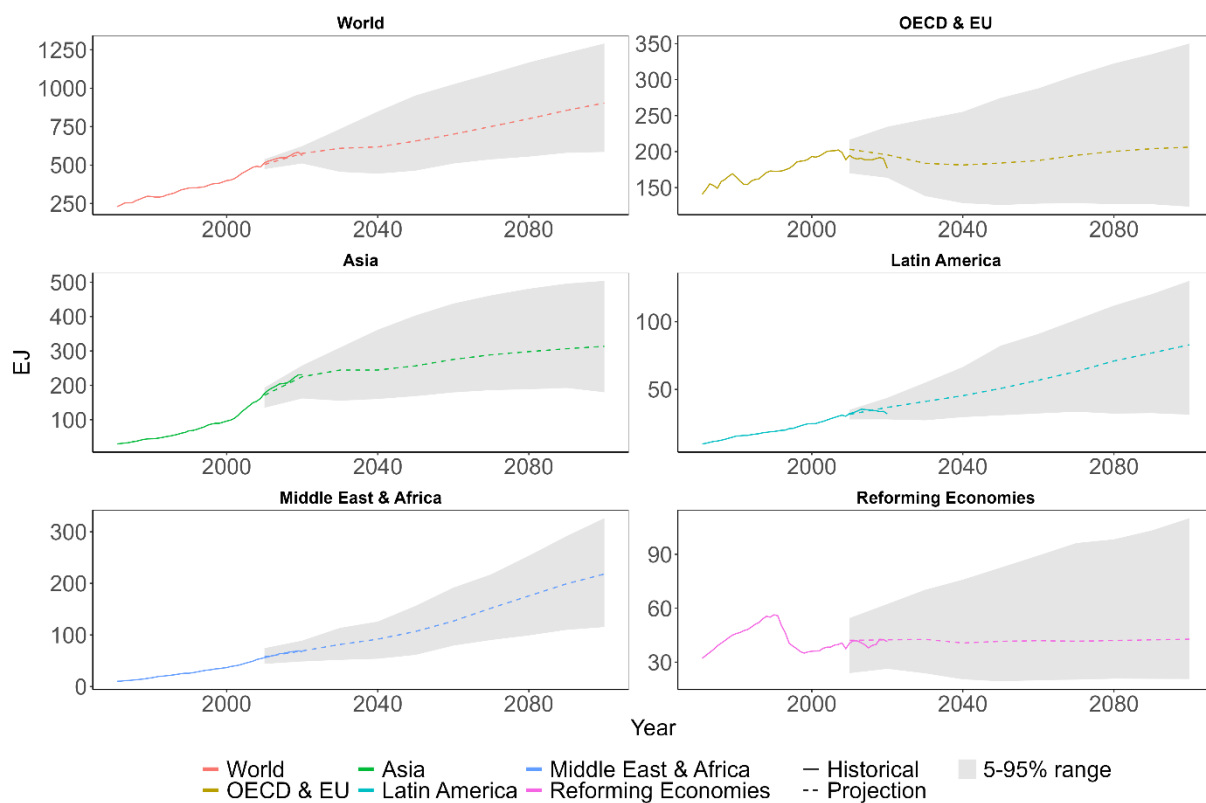 World
OECD & EU
1250
1000
750
500
250
2000
2040
2080
350
300
250
200
150
2000
2040
2080
Asia
Latin America
500
400
300
200
100
2000
2040
2080
100
50
2000
2040
2080
EJ
Middle East & Africa
Reforming Economies
300
200
100
0
2000
2040
2080
90
60
30
2000
2040
2080
Year
World
Asia
Middle East & Africa
Historical
5-95% range
OECD & EU
Latin America
Reforming Economies
Projection